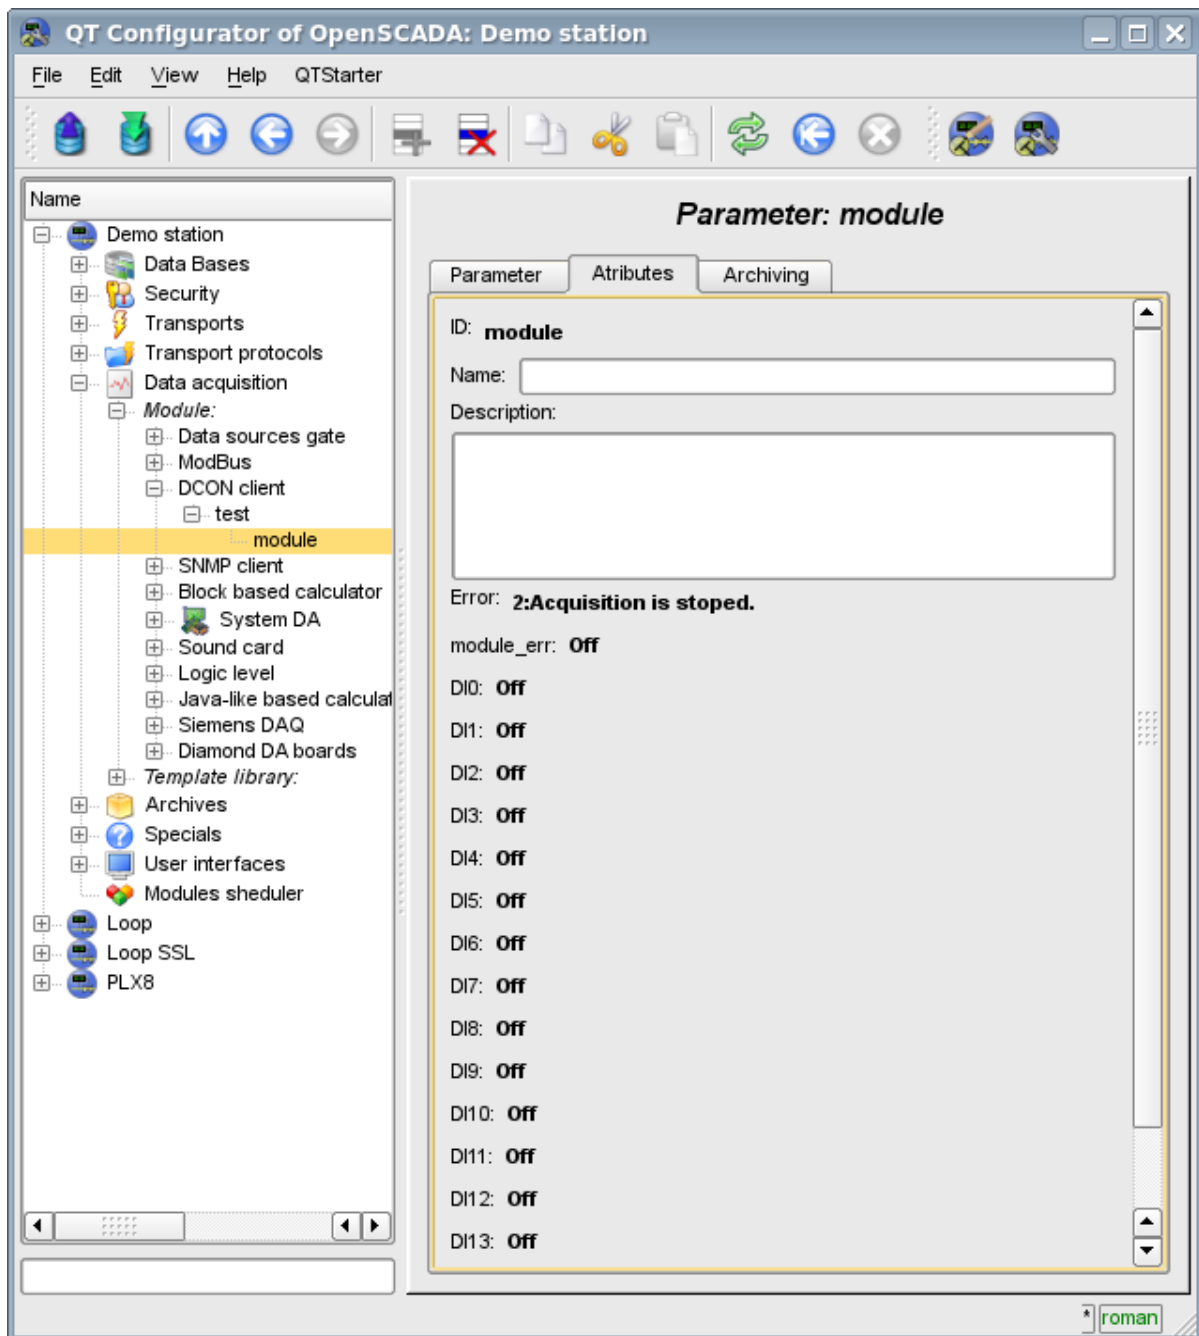 QT Configurator of OpenSCADA: Demo station
File Edit View Help QTStarter
Name
Demo station
Data Bases
Security
Transports
Transport protocols
Data acquisition
Module:
Data sources gate
ModBus
DCON client
test
module
SNMP client
Block based calculator
System DA
Sound card
Logic level
Java-like based calculat
Siemens DAQ
Diamond DA boards
Template library:
Archives
Specials
User interfaces
Modules sheduler
Loop
Loop SSL
PLX8
Parameter: module
Parameter Atributes Archiving
ID: module
Name:
Description:
Error: 2:Acquisition is stoped.
module_err: Off
DI0: Off
DI1: Off
DI2: Off
DI3: Off
DI4: Off
DI5: Off
DI6: Off
DI7: Off
DI8: Off
DI9: Off
DI10: Off
DI11: Off
DI12: Off
DI13: Off
* roman